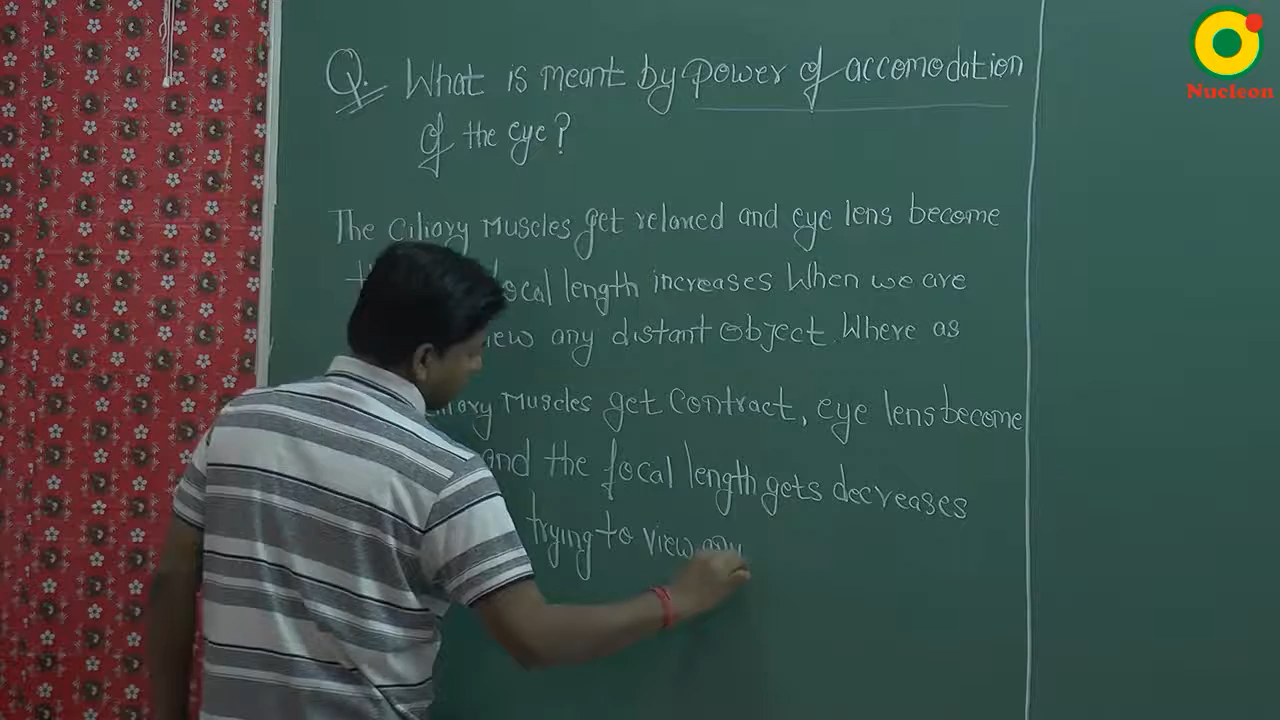 Nucleon
Q. What is meant by power of accomodation
of the eye?
The ciliary Muscles get relaxed and eye lens become
length increases When we are
any distant object. Where as
Muscles get contract, eye lens become
and the focal length gets decreases
trying to view any